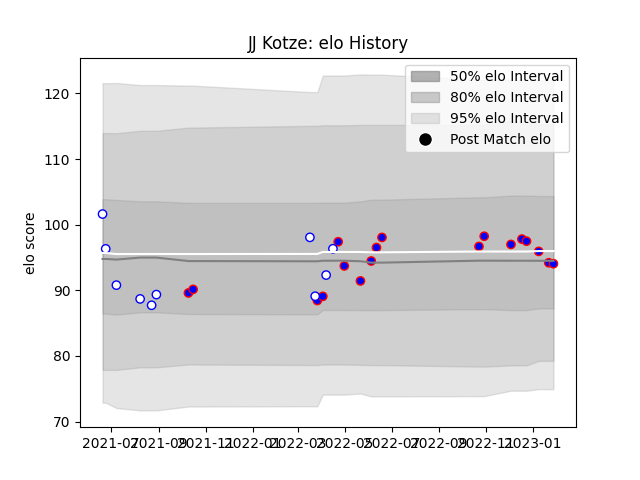 JJ Kotze: elo History
50% elo Interval
80% elo Interval
95% elo Interval
Post Match elo
elo score
120
110
100
90
80
70
2021-07 2021-09 2021-11 2022-01 2022-03 2022-05 2022-07 2022-09 2022-11 2023-01